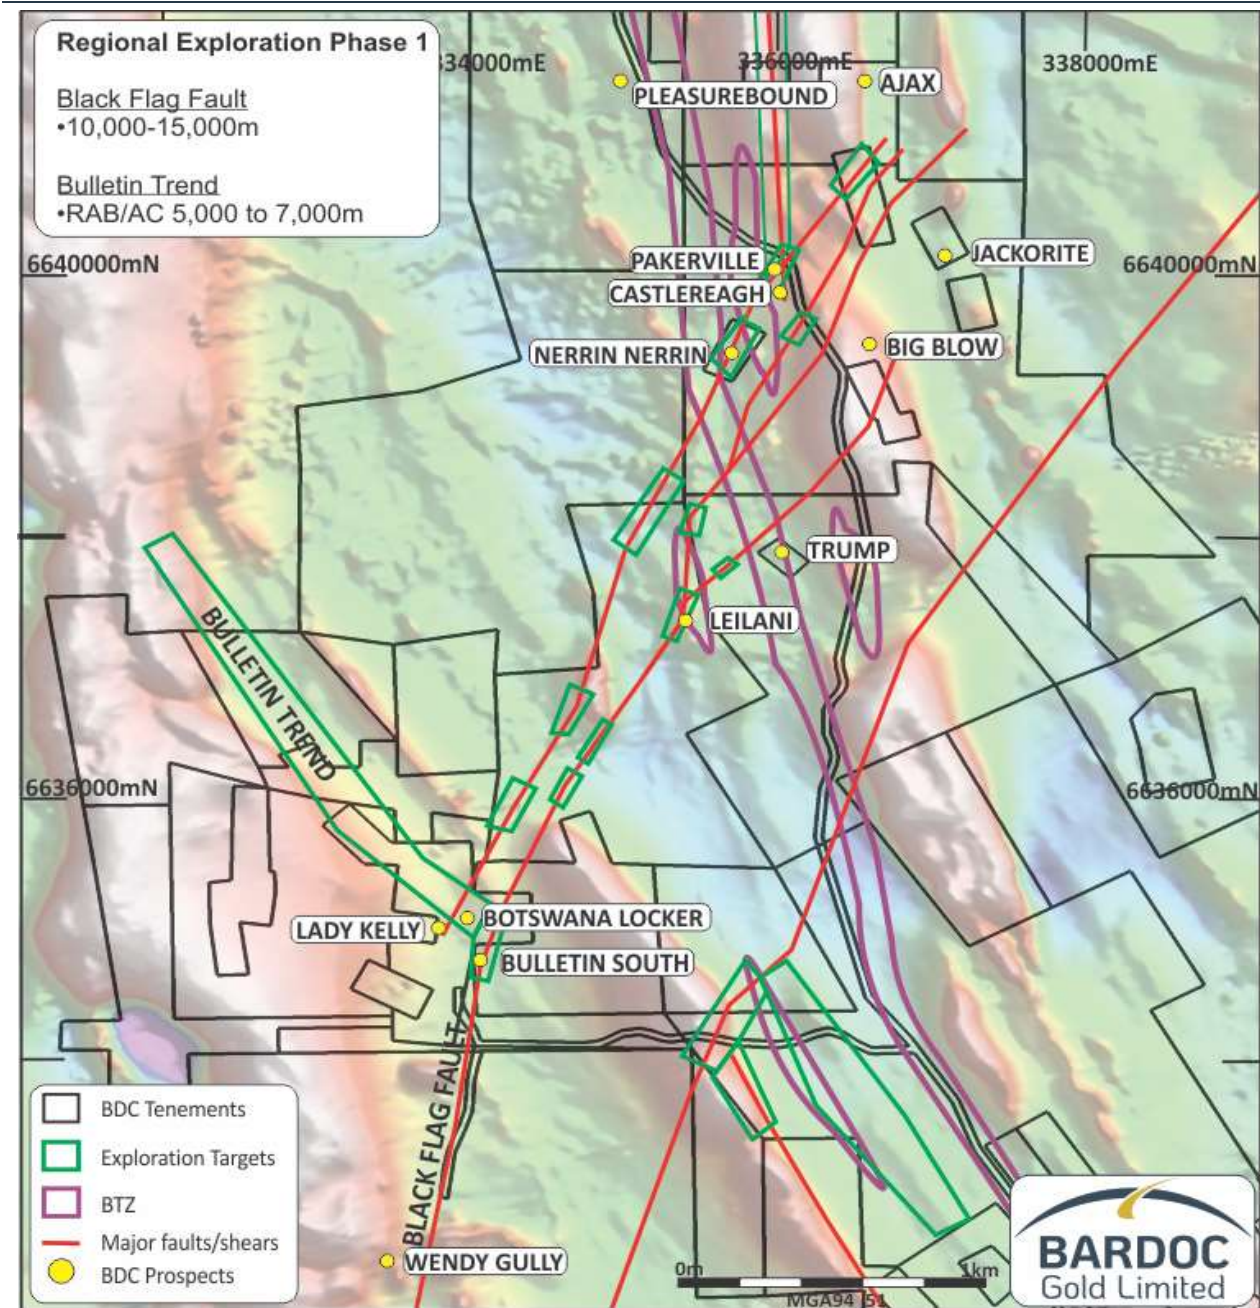 Regional Exploration Phase 1
Black Flag Fault
•10,000-15,000m
Bulletin Trend
•RAB/AC 5,000 to 7,000m
334000mE
336000mE
338000mE
PLEASUREBOUND
AJAX
6640000mN
PAKERVILLE
JACKORITE
6640000mN
CASTLEREAGH
NERRIN NERRIN
BIG BLOW
TRUMP
LEILANI
BULLETIN TREND
6636000mN
6636000mN
LADY KELLY
BOTSWANA LOCKER
BULLETIN SOUTH
BLACK FLAG FAULT
WENDY GULLY
BDC Tenements
Exploration Targets
BTZ
Major faults/shears
BDC Prospects
0m
1km
MGA94 51
BARDOC
Gold Limited